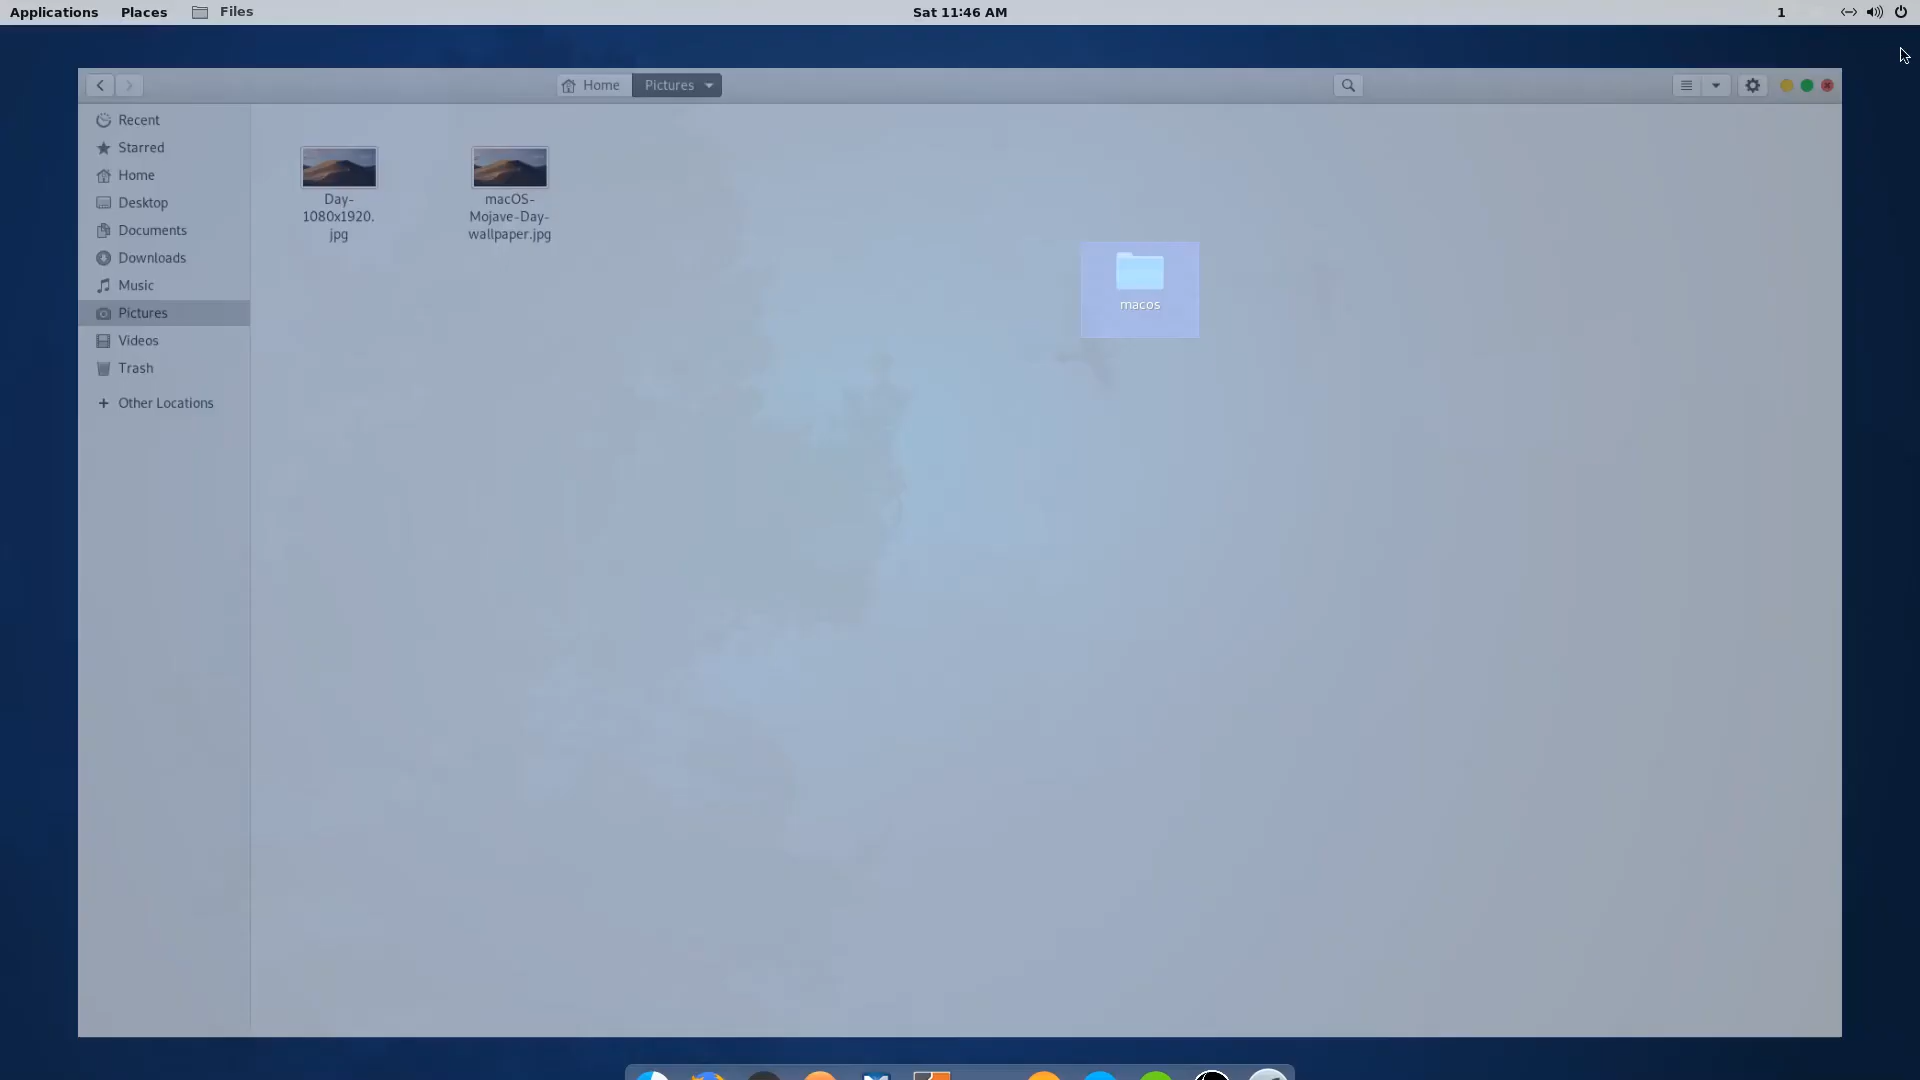 Applications Places Files Sat 11:46 AM 1
Home Pictures
Recent
Starred
Home
Desktop
Documents
Downloads
Music
Pictures
Videos
Trash
Other Locations
Day-
1080x1920.
jpg
macOS-
Mojave-Day-
wallpaper.jpg
macos